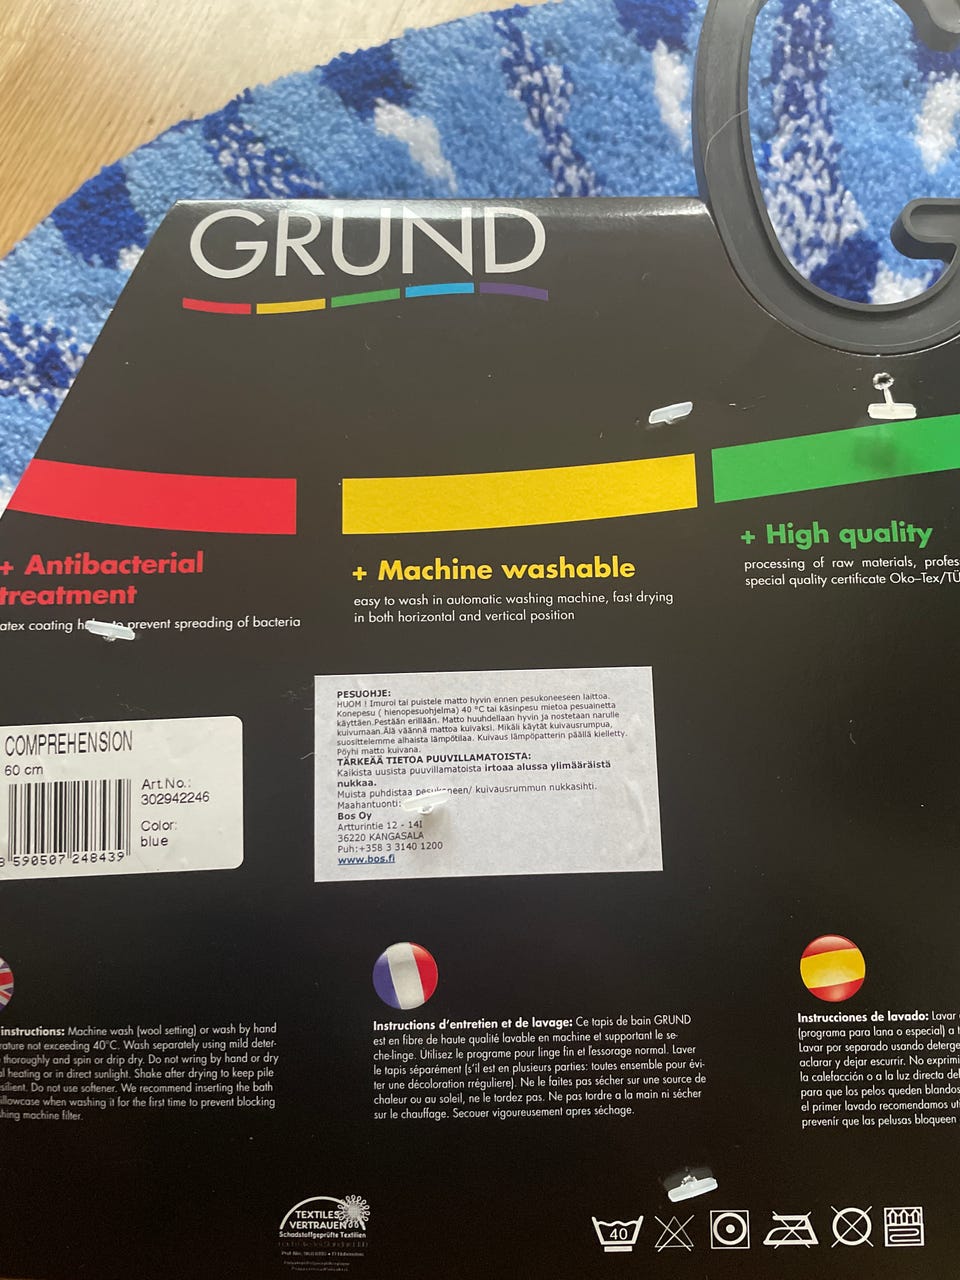 GRUND
+ Antibacterial
treatment
atex coating prevent spreading of bacteria
+ Machine washable
easy to wash in automatic washing machine, fast drying
in both horizontal and vertical position
+ High quality
processing of raw materials, profes
special quality certificate Oko–Tex/TÜ
COMPREHENSION
60 cm
Art.No.:
302942246
Color:
blue
8 590507 248439
PESUOHJE:
HUOM ! Imuroi tai puistele matto hyvin ennen pesukoneeseen laittoa.
Konepesu ( hienopesuohjelma) 40 °C tai käsinpesu mietoa pesuainetta
käyttäen.Pestään erillään. Matto huuhdellaan hyvin ja nostetaan narulle
kuivumaan.Älä väännä mattoa kuivaksi. Mikäli käytät kuivausrumpua,
suosittelemme alhaista lämpötilaa. Kuivaus lämpöpatterin päällä kielletty.
Pöyhi matto kuivana.
TÄRKEÄÄ TIETOA PUUVILLAMATOISTA:
Kaikista uusista puuvillamatoista irtoaa alussa ylimääräistä
nukkaa.
Muista puhdistaa pesukoneen/ kuivausrummun nukkasihti.
Maahantuonti:
Bos Oy
Artturintie 12 - 14I
36220 KANGASALA
Puh:+358 3 3140 1200
www.bos.fi
instructions: Machine wash (wool setting) or wash by hand
rature not exceeding 40°C. Wash separately using mild deter-
thoroughly and spin or drip dry. Do not wring by hand or dry
al heating or in direct sunlight. Shake after drying to keep pile
silient. Do not use softener. We recommend inserting the bath
illowcase when washing it for the first time to prevent blocking
hing machine filter.
Instructions d'entretien et de lavage: Ce tapis de bain GRUND
est en fibre de haute qualité lavable en machine et supportant le se-
che-linge. Utilisez le programe pour linge fin et l'essorage normal. Laver
le tapis séparément (s'il est en plusieurs parties: toutes ensemble pour évi-
ter une décoloration rréguliere). Ne le faites pas sécher sur une source de
chaleur ou au soleil, ne le tordez pas. Ne pas tordre a la main ni sécher
sur le chauffage. Secouer vigoureusement apres séchage.
Instrucciones de lavado: Lavar
(programa para lana o especial) a t
Lavar por separado usando deterge
aclarar y dejar escurrir. No exprimi
la calefacción o a la luz directa del
para que los pelos queden blandos
el primer lavado recomendamos uti
prevenir que las pelusas bloqueen
TEXTILES
VERTRAUEN
Schadstoffgeprüfte Textilien
40